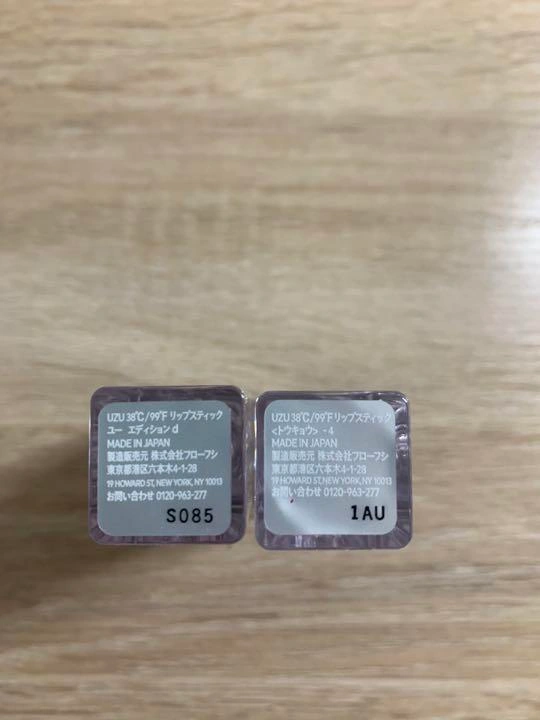 UZU 38℃/99℉ リップスティック
ユー エディション d
MADE IN JAPAN
製造販売元 株式会社フローフシ
東京都港区六本木4-1-28
19 HOWARD ST, NEW YORK, NY 10013
お問い合わせ 0120-963-277
S085
UZU 38℃/99℉ リップスティック
<トウキョウ> -4
MADE IN JAPAN
製造販売元 株式会社フローフシ
東京都港区六本木4-1-28
19 HOWARD ST, NEW YORK, NY 10013
お問い合わせ 0120-963-277
1AU